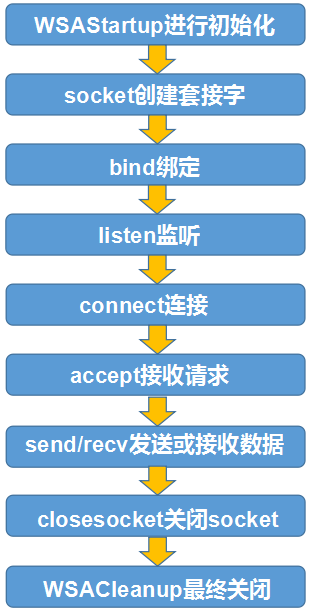 WSAStartup进行初始化
socket创建套接字
bind绑定
listen监听
connect连接
accept接收请求
send/recv发送或接收数据
closesocket关闭socket
WSACleanup最终关闭